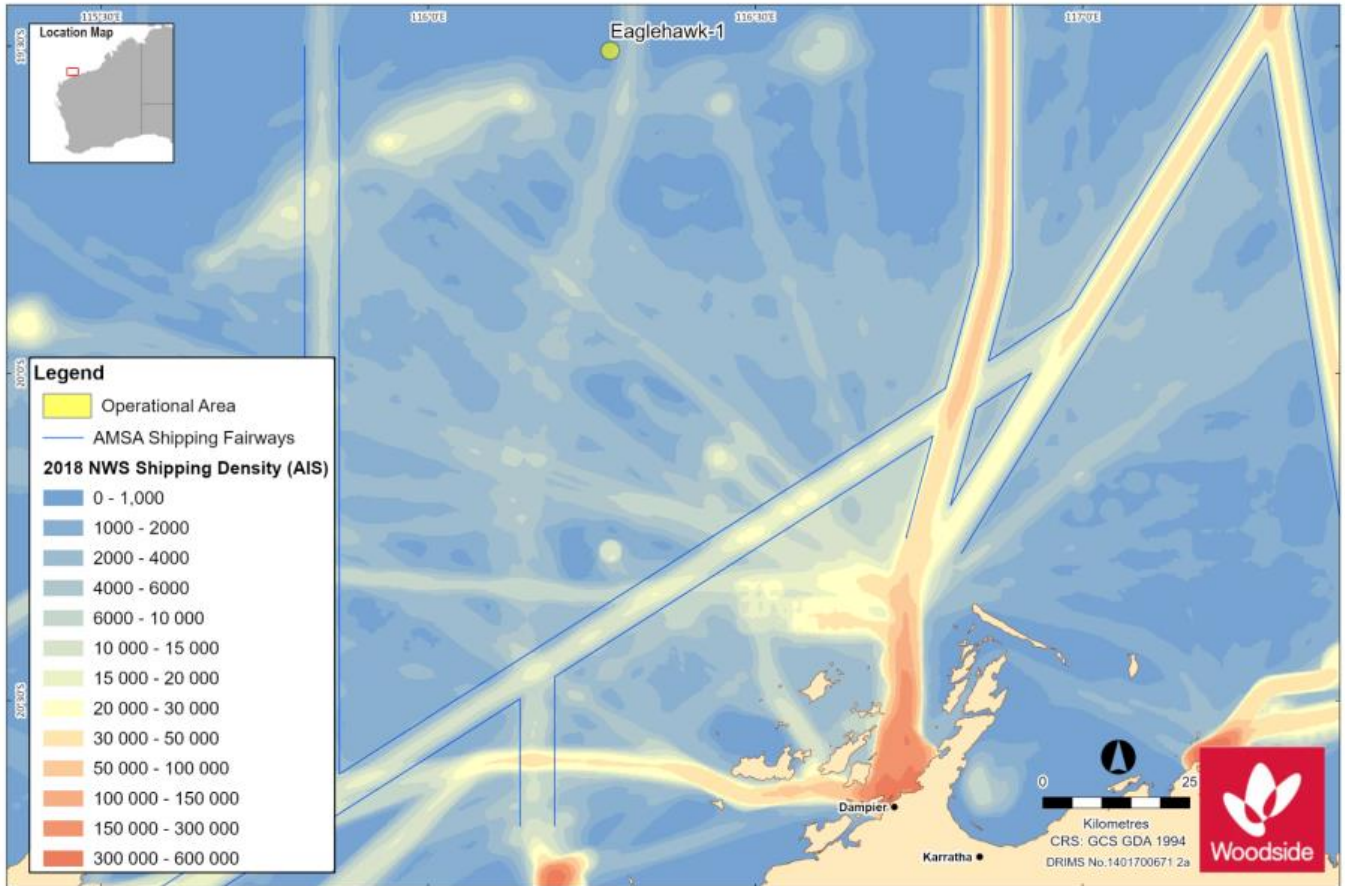 115°30'E
116°0'E
116°30'E
117°0'E
Location Map
19°30'S
Eaglehawk-1
20°0'S
Legend
Operational Area
AMSA Shipping Fairways
2018 NWS Shipping Density (AIS)
0 - 1,000
1000 - 2000
2000 - 4000
4000 - 6000
6000 - 10 000
10 000 - 15 000
15 000 - 20 000
20 000 - 30 000
30 000 - 50 000
50 000 - 100 000
100 000 - 150 000
150 000 - 300 000
300 000 - 600 000
20°30'S
Dampier
Karratha
0 25
Kilometres
CRS: GCS GDA 1994
DRIMS No.1401700671 2a
Woodside